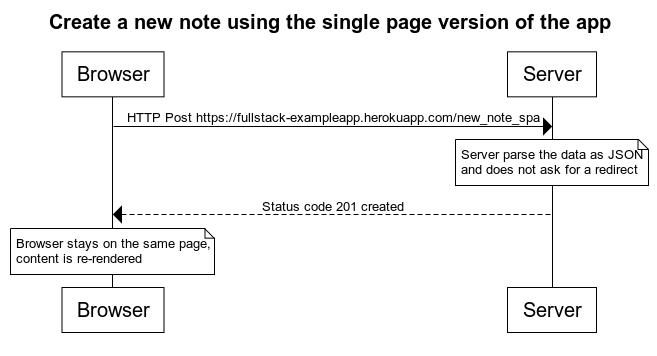 Create a new note using the single page version of the app
Browser
Server
HTTP Post https://fullstack-exampleapp.herokuapp.com/new_note_spa
Server parse the data as JSON
and does not ask for a redirect
Status code 201 created
Browser stays on the same page,
content is re-rendered
Browser
Server